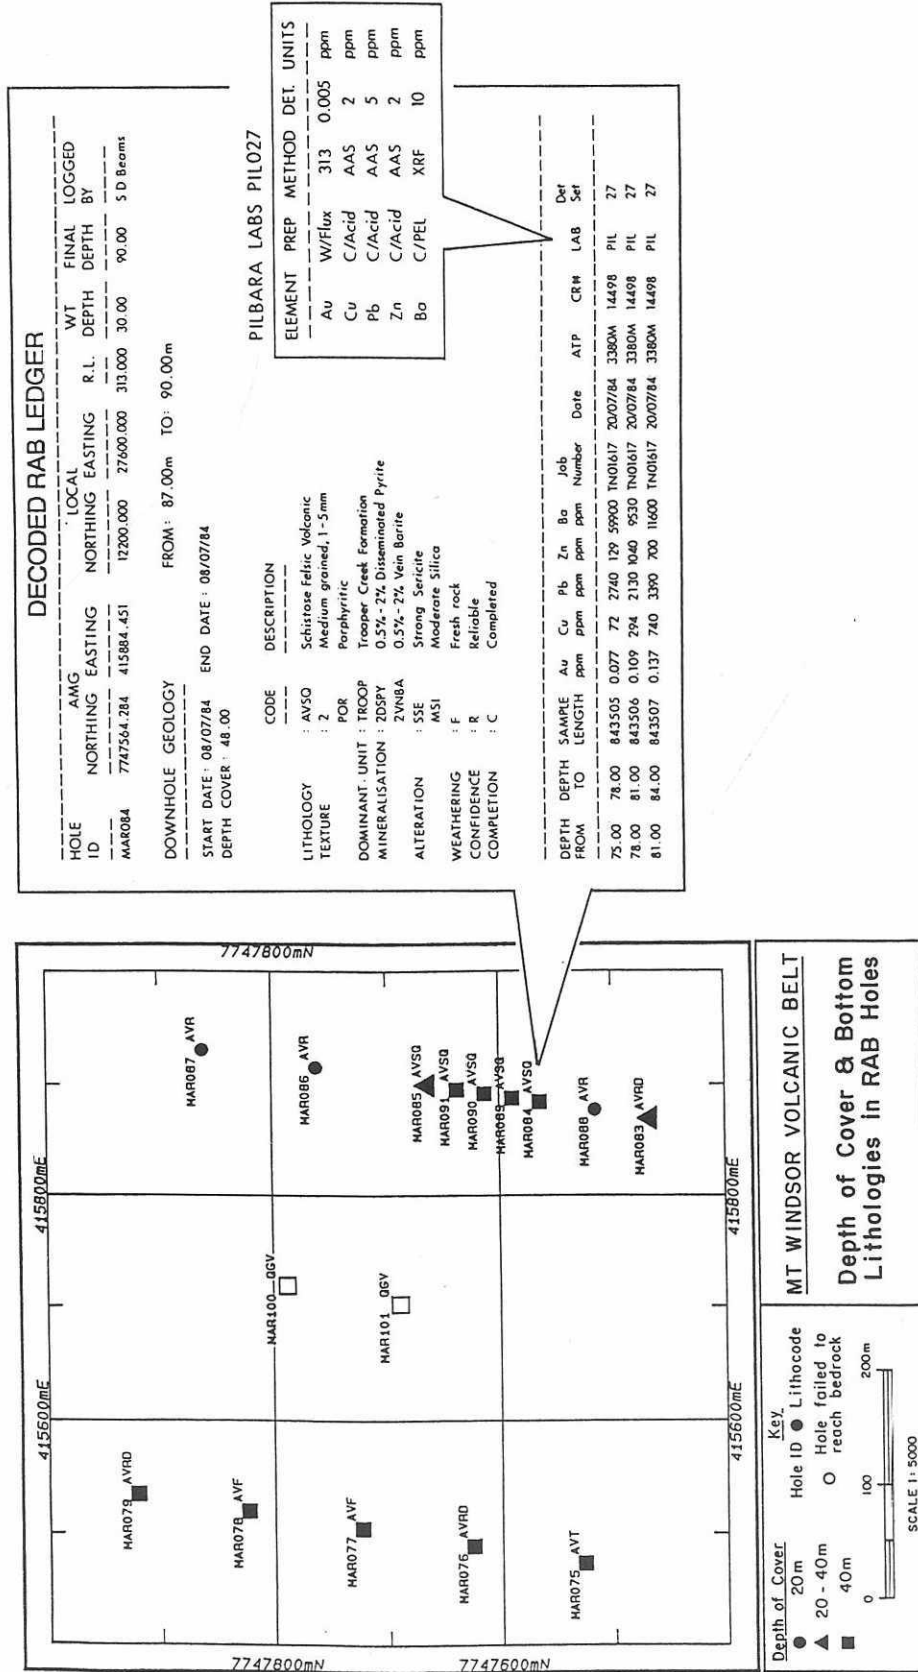 DECODED RAB LEDGER
HOLE ID AMG NORTHING EASTING LOCAL NORTHING EASTING R.L. WT DEPTH FINAL DEPTH LOGGED BY
MAR084 7747564.284 415884.451 12200.000 27600.000 313.000 30.00 90.00 S D Beams
DOWNHOLE GEOLOGY FROM: 87.00m TO: 90.00m
START DATE: 08/07/84 END DATE: 08/07/84
DEPTH COVER: 48.00
CODE DESCRIPTION
LITHOLOGY : AVSQ Schistose Felsic Volcanic
TEXTURE : 2 Medium grained, 1-5mm
POR Porphyritic
DOMINANT. UNIT : TROOP Trooper Creek Formation
MINERALISATION : 2DSPY 0.5%-2% Disseminated Pyrite
2VNBA 0.5%-2% Vein Barite
ALTERATION : SSE Strong Sericite
MSI Moderate Silica
WEATHERING : F Fresh rock
CONFIDENCE : R Reliable
COMPLETION : C Completed
PILBARA LABS PIL027
ELEMENT PREP METHOD DET. UNITS
Au W/Flux 313 0.005 ppm
Cu C/Acid AAS 2 ppm
Pb C/Acid AAS 5 ppm
Zn C/Acid AAS 2 ppm
Ba C/PEL XRF 10 ppm
DEPTH FROM DEPTH TO SAMPLE LENGTH Au ppm Cu ppm Pb ppm Zn ppm Ba ppm Job Number Date ATP CR# LAB Det Set
75.00 78.00 843505 0.077 72 2740 129 59900 TN01617 20/07/84 3380M 14498 PIL 27
78.00 81.00 843506 0.109 294 2130 1040 9530 TN01617 20/07/84 3380M 14498 PIL 27
81.00 84.00 843507 0.137 740 3390 700 11600 TN01617 20/07/84 3380M 14498 PIL 27
415600mE
415800mE
7747800mN
7747800mN
7747600mN
415600mE
415800mE
MAR079 AVRD
MAR078 AVF
MAR077 AVF
MAR076 AVRD
MAR075 AVT
MAR100 QGV
MAR101 QGV
MAR087 AVR
MAR086 AVR
MAR085 AVSQ
MAR091 AVSQ
MAR090 AVSQ
MAR089 AVSQ
MAR084 AVSQ
MAR088 AVR
MAR083 AVRD
Depth of Cover
20m
20 - 40m
40m
Key
Hole ID Lithocode
Hole failed to
reach bedrock
0 100 200m
SCALE 1:5000
MT WINDSOR VOLCANIC BELT
Depth of Cover & Bottom
Lithologies in RAB Holes